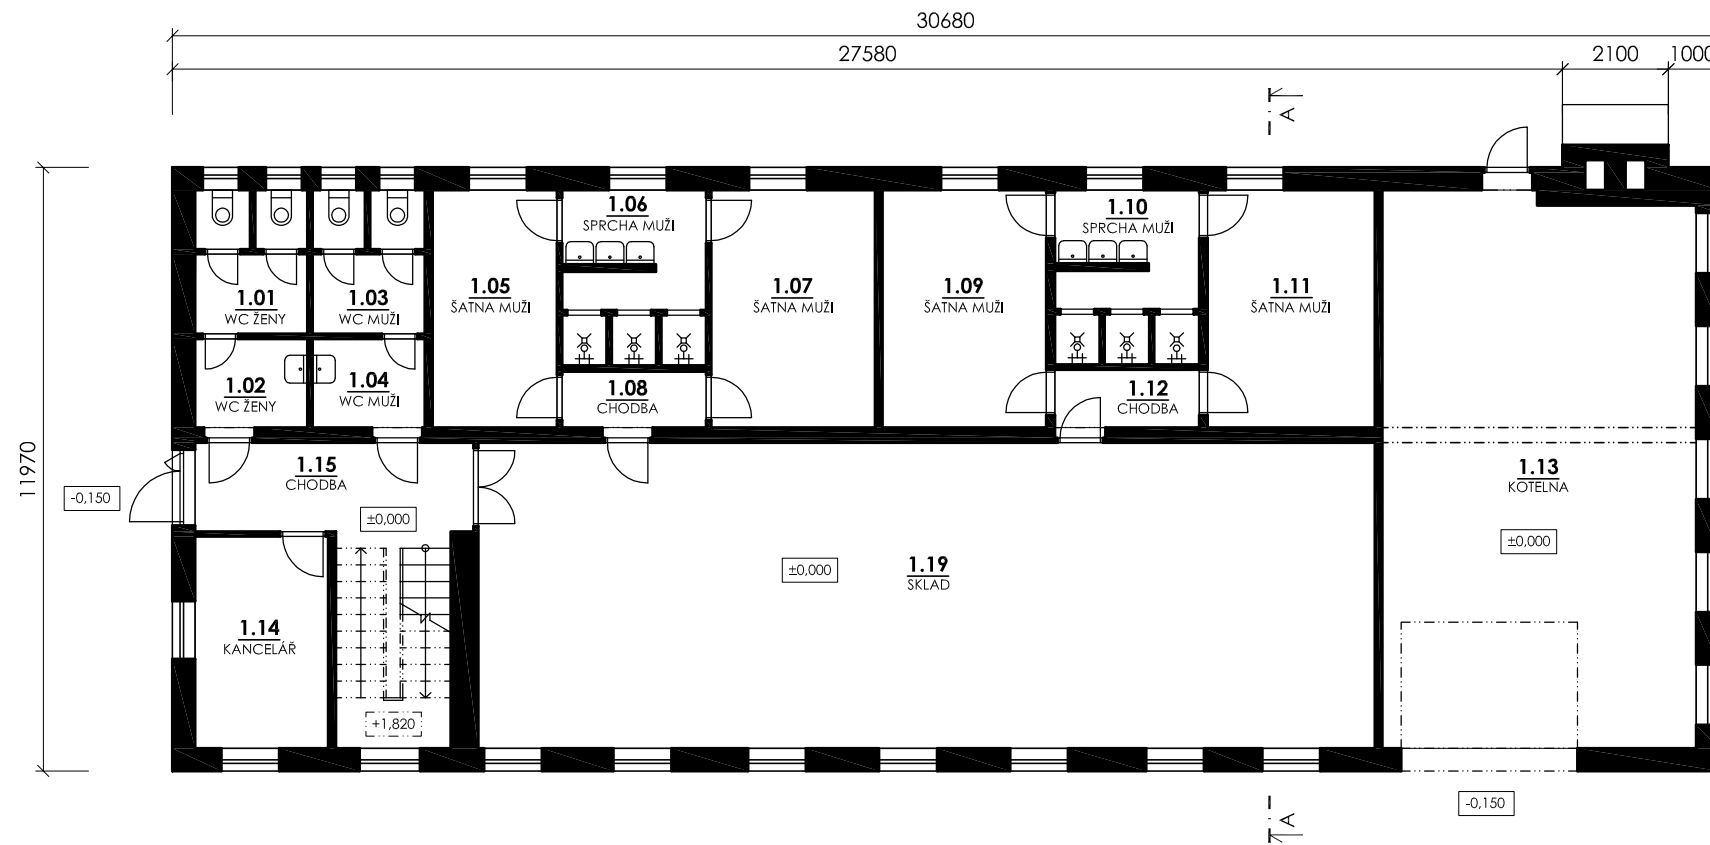 30680
27580
2100
1000
A
11970
1.06
SPRCHA MUŽI
1.10
SPRCHA MUŽI
1.01
WC ŽENY
1.03
WC MUŽI
1.05
ŠATNA MUŽI
1.07
ŠATNA MUŽI
1.09
ŠATNA MUŽI
1.11
ŠATNA MUŽI
1.02
WC ŽENY
1.04
WC MUŽI
1.08
CHODBA
1.12
CHODBA
1.15
CHODBA
1.13
KOTELNA
-0,150
±0,000
±0,000
±0,000
1.19
SKLAD
1.14
KANCELÁŘ
+1,820
-0,150
A